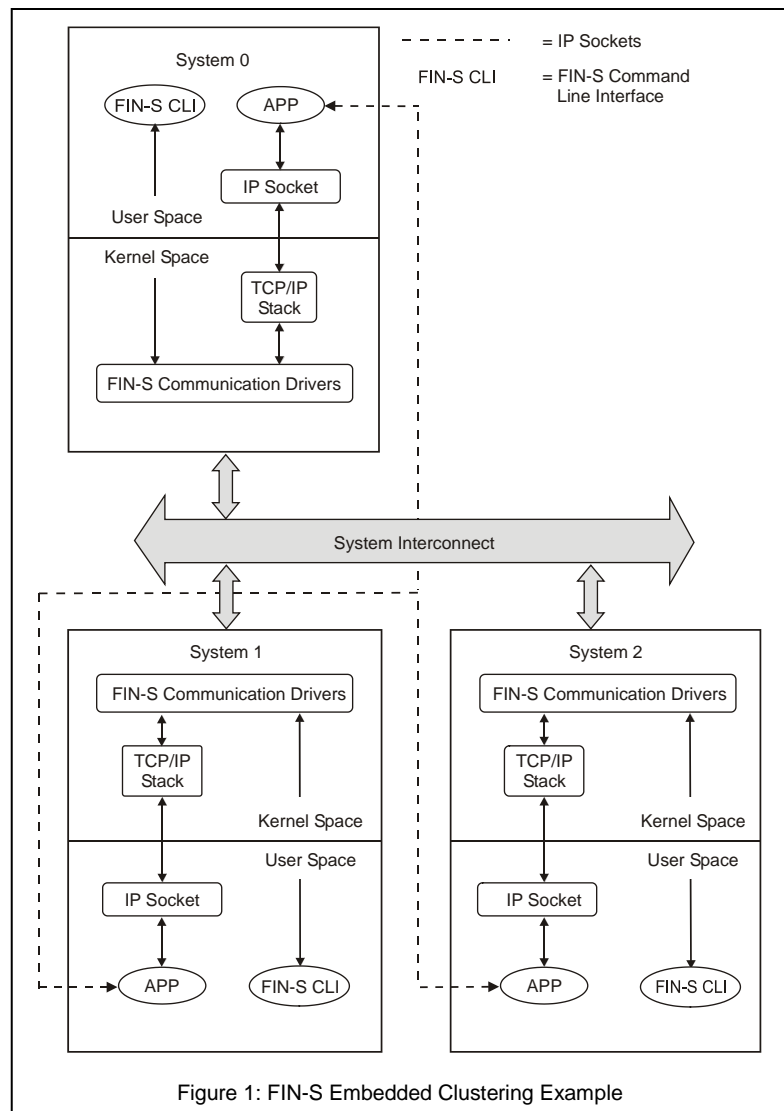 System 0
= IP Sockets
FIN-S CLI
= FIN-S Command
Line Interface
FIN-S CLI
APP
IP Socket
User Space
Kernel Space
TCP/IP
Stack
FIN-S Communication Drivers
System Interconnect
System 1
FIN-S Communication Drivers
TCP/IP
Stack
Kernel Space
User Space
IP Socket
APP
FIN-S CLI
System 2
FIN-S Communication Drivers
TCP/IP
Stack
Kernel Space
User Space
IP Socket
APP
FIN-S CLI
Figure 1: FIN-S Embedded Clustering Example